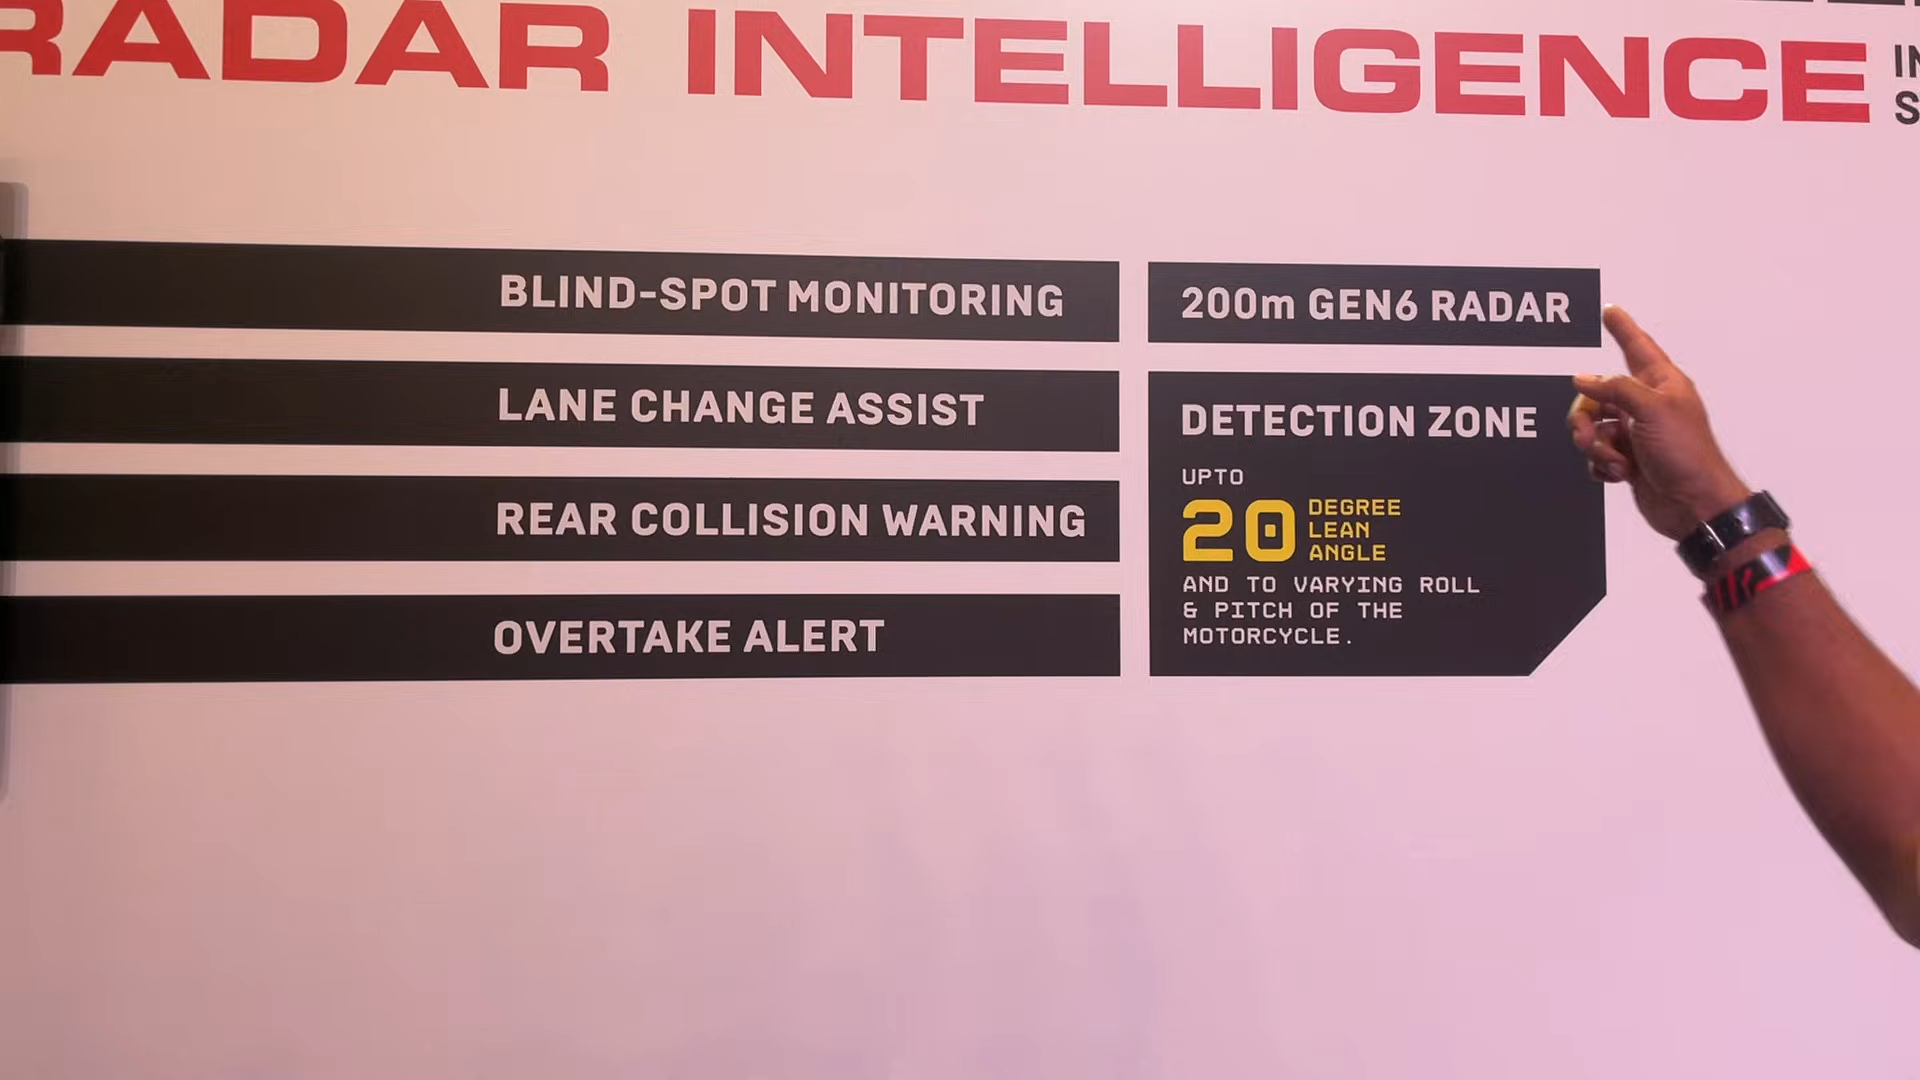 RADAR INTELLIGENCE
BLIND-SPOT MONITORING
LANE CHANGE ASSIST
REAR COLLISION WARNING
OVERTAKE ALERT
200m GEN6 RADAR
DETECTION ZONE
UPTO
20 DEGREE
LEAN
ANGLE
AND TO VARYING ROLL
& PITCH OF THE
MOTORCYCLE.